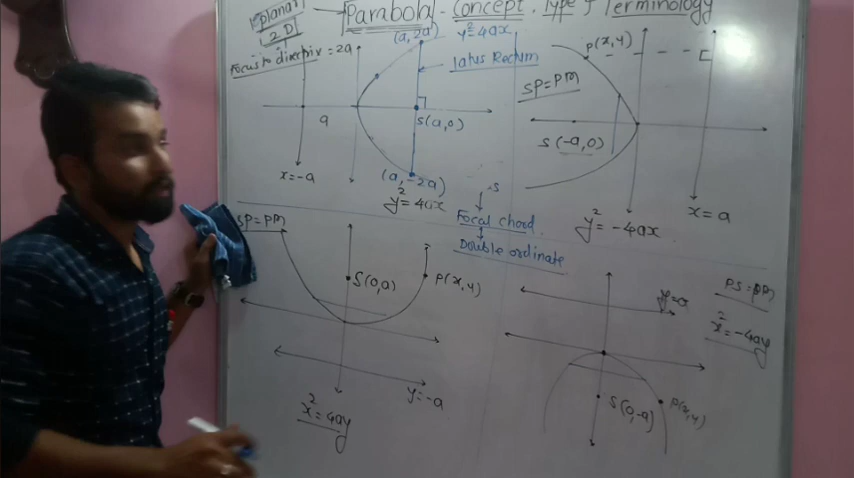 planar
(2D)
Parabola - Concept, Type & Terminology
Focus to directrix = 2a
(a, 2a)
y²=4ax
Latus Rectum
a
S(a,0)
x=-a
(a, -2a)
y²=4ax
P(x,y)
SP=PM
S(-a,0)
y²=-4ax
x=a
Focal chord
Double ordinate
SP=PM
S(0,a)
P(x,y)
y=-a
x²=4ay
y=a
PS=PM
x²=-4ay
S(0,-a)
P(x,y)